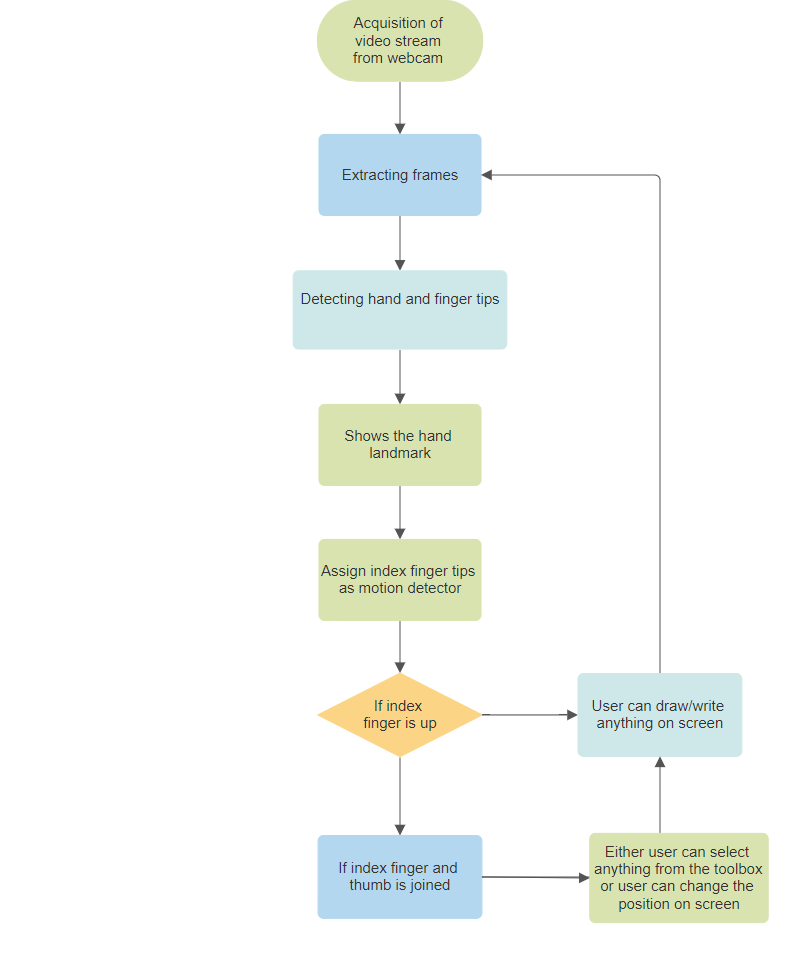 Acquisition of
video stream
from webcam
Extracting frames
Detecting hand and finger tips
Shows the hand
landmark
Assign index finger tips
as motion detector
If index
finger is up
User can draw/write
anything on screen
If index finger and
thumb is joined
Either user can select
anything from the toolbox
or user can change the
position on screen